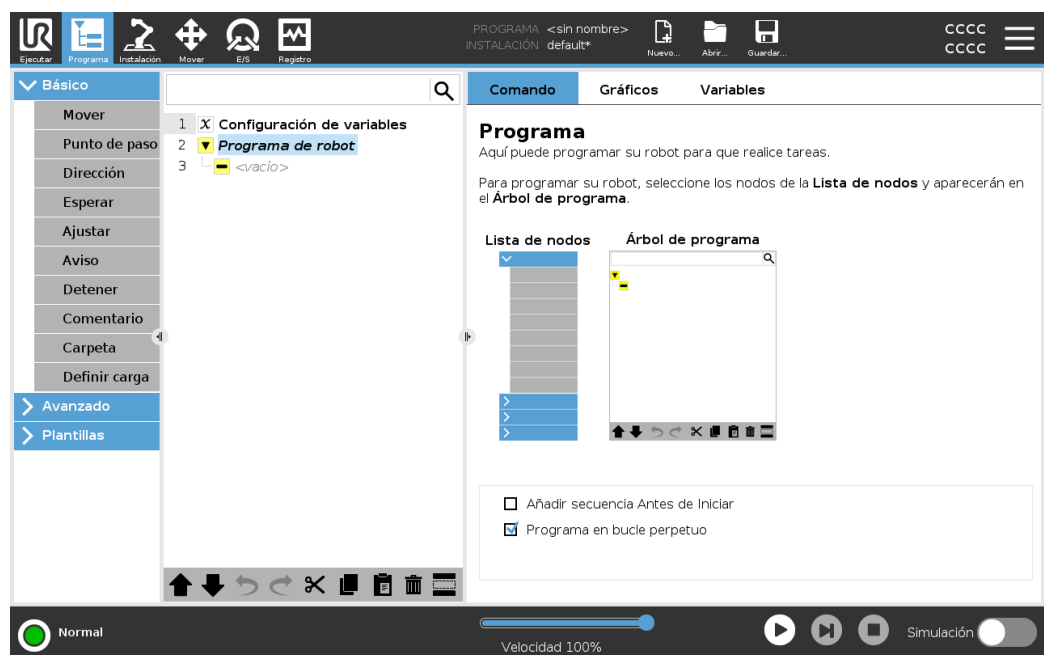 PROGRAMA <sin nombre>
INSTALACIÓN default*
UR
Ejecutar
Programa
Instalación
Mover
E/S
Registro
Nuevo...
Abrir...
Guardar...
cccc
cccc
Básico
Mover
Punto de paso
Dirección
Esperar
Ajustar
Aviso
Detener
Comentario
Carpeta
Definir carga
Avanzado
Plantillas
1 X Configuración de variables
2 Programa de robot
3 <vacío>
Comando Gráficos Variables
Programa
Aquí puede programar su robot para que realice tareas.
Para programar su robot, seleccione los nodos de la Lista de nodos y aparecerán en
el Árbol de programa.
Lista de nodos Árbol de programa
Añadir secuencia Antes de Iniciar
Programa en bucle perpetuo
Normal
Velocidad 100%
Simulación